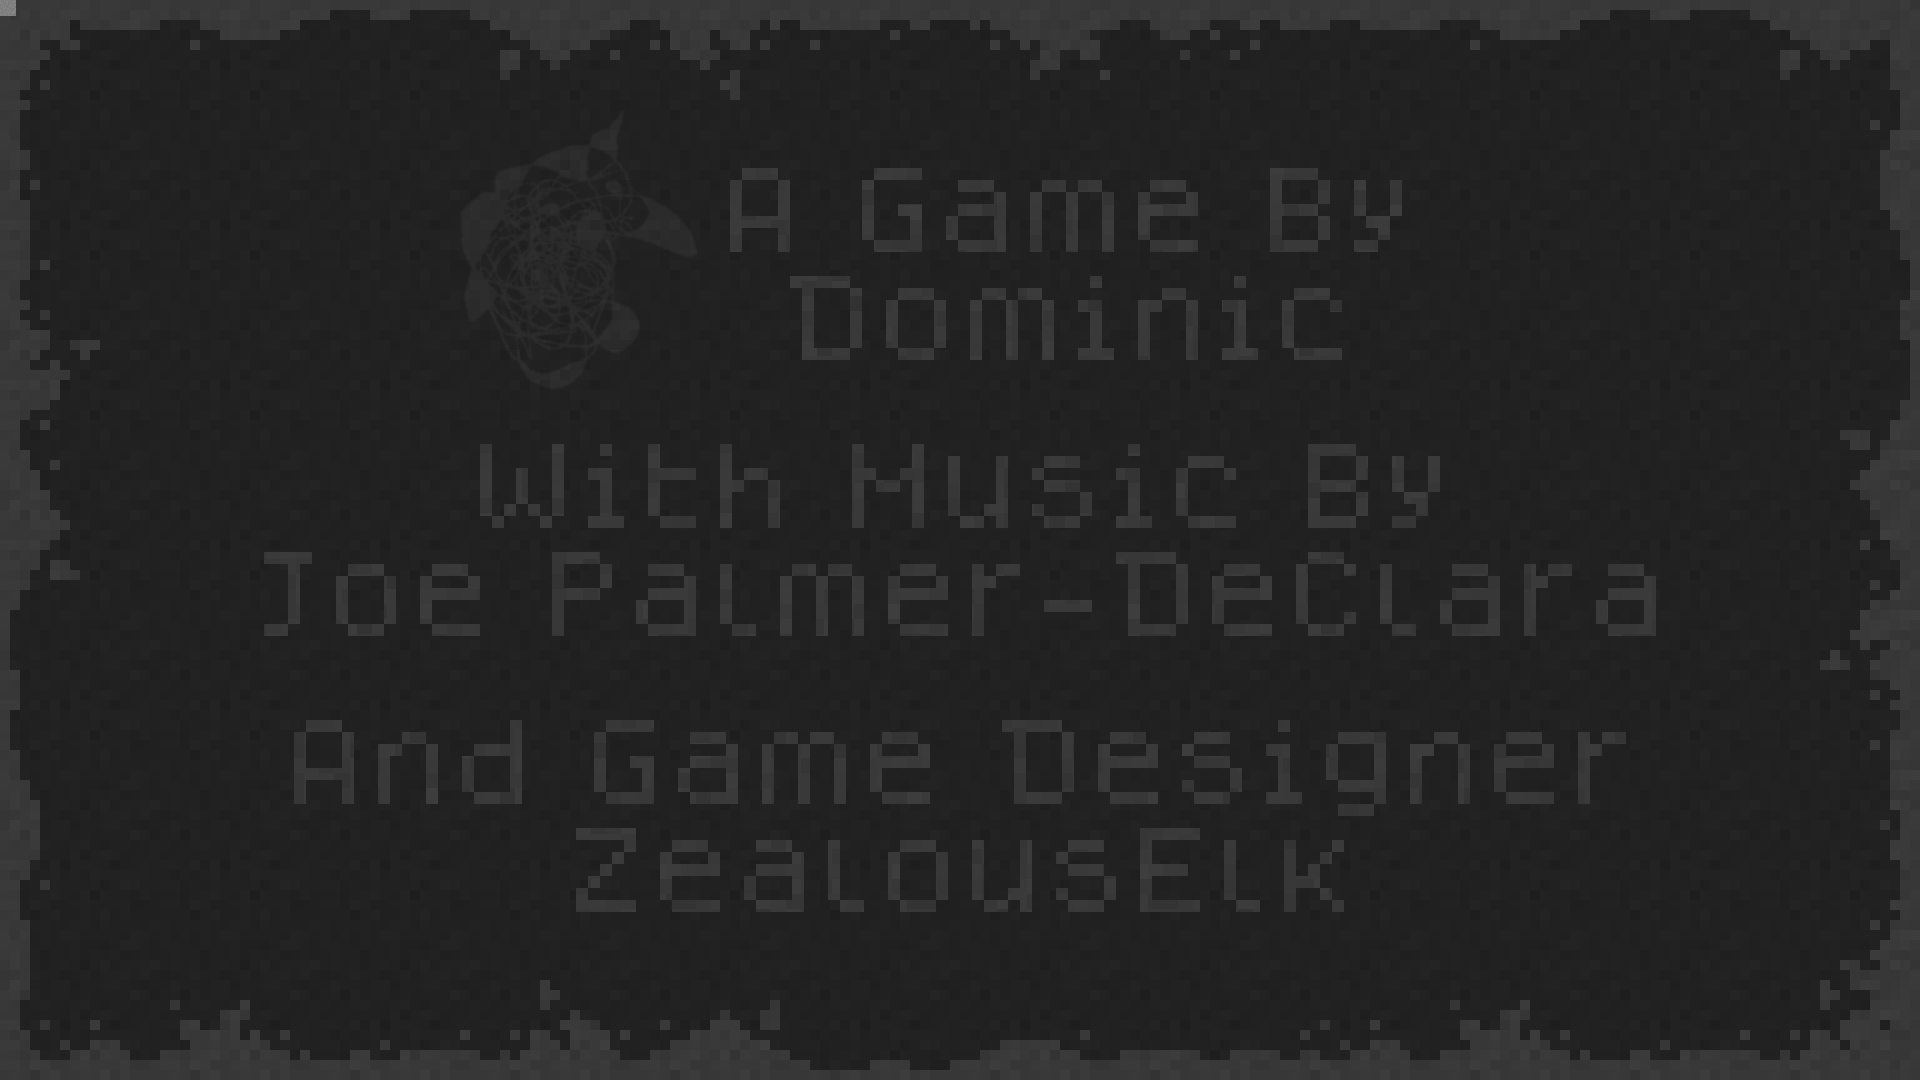 A Game By
Dominic
With Music By
Joe Palmer-DeClara
And Game Designer
ZealousElk